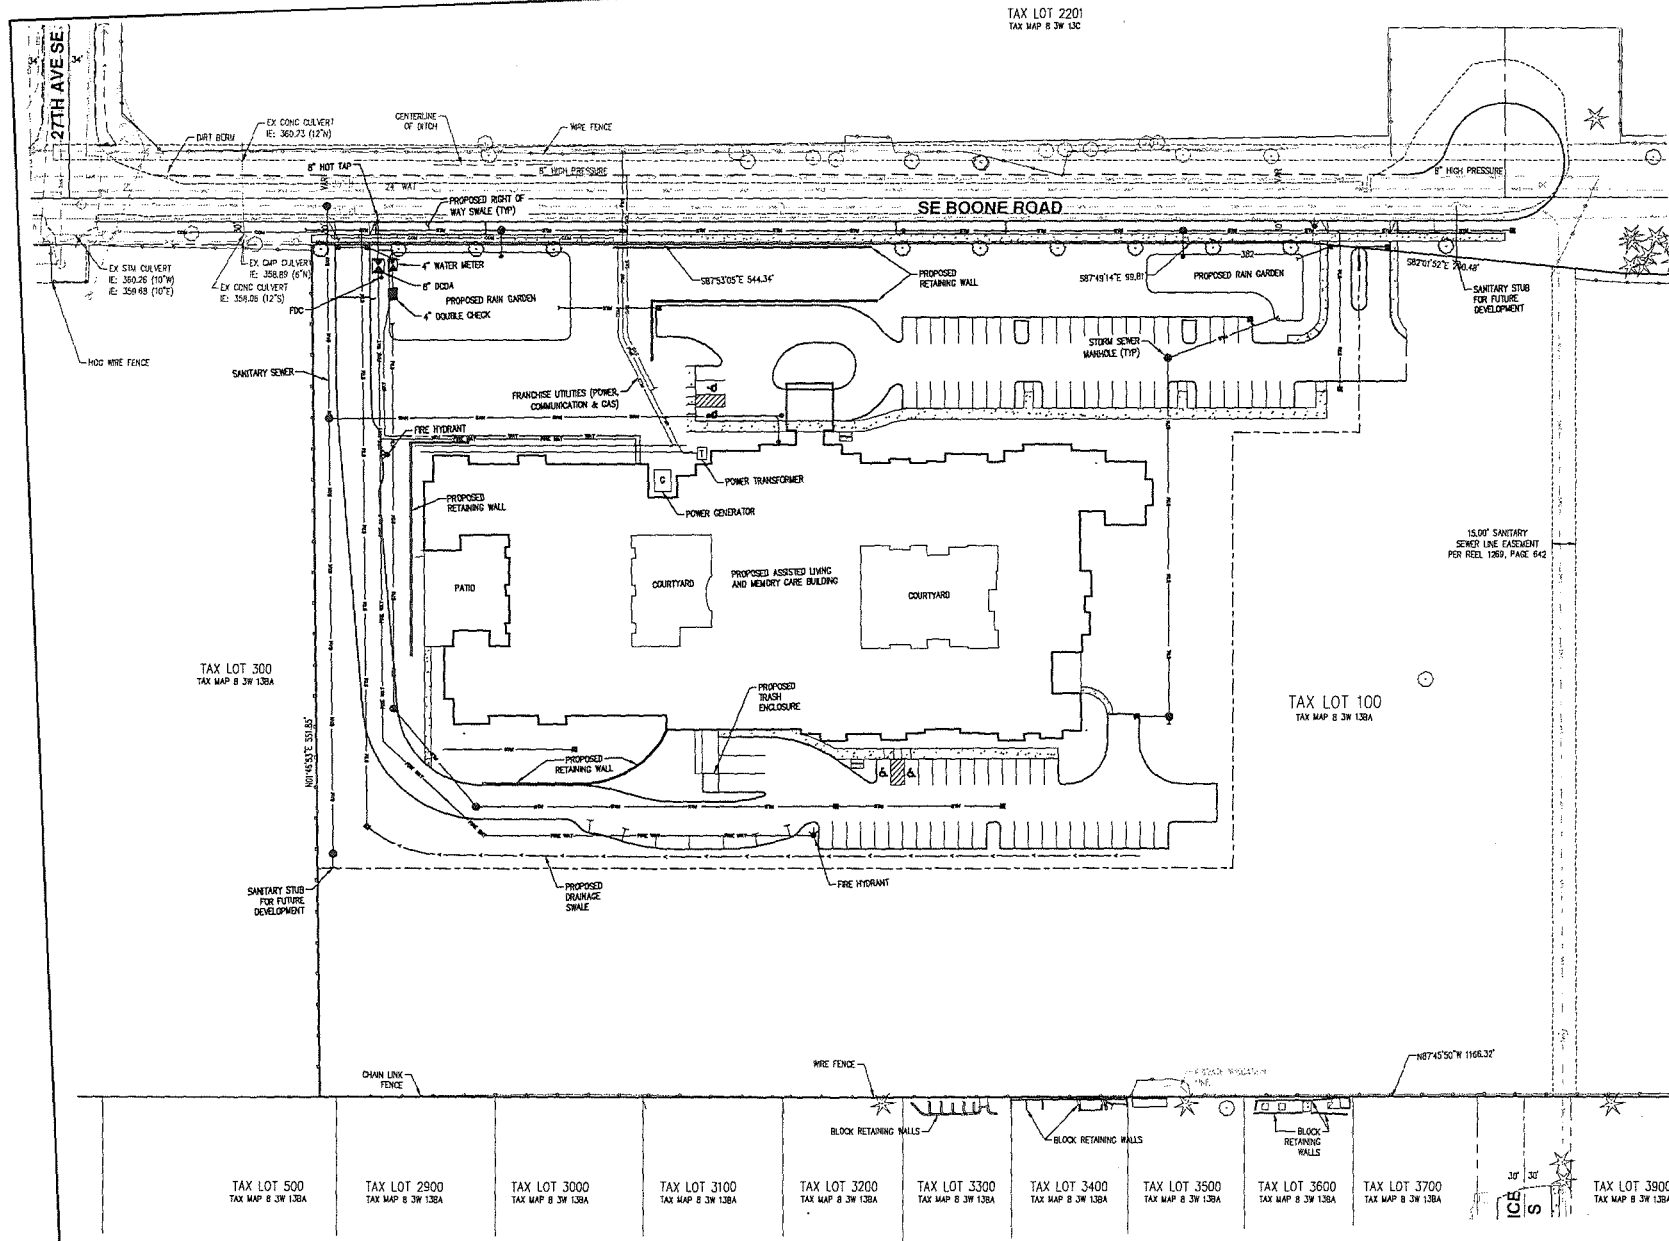 TAX LOT 2201
TAX MAP 8 3W 13C
27TH AVE.SE.
34'
34'
EX CONC CULVERT
IE: 360.73 (12"N)
CENTERLINE
OF DITCH
WIRE FENCE
DIRT BERM
8" HOT TAP
8" HIGH PRESSURE
8" HIGH PRESSURE
24" WAT
PROPOSED RIGHT OF
WAY SWALE (TYP)
SE BOONE ROAD
EX STM CULVERT
IE: 360.26 (10"W)
IE: 359.68 (10"E)
EX CMP CULVERT
IE: 358.89 (6"N)
EX CONC CULVERT
IE: 358.06 (12"S)
4" WATER METER
8" DCDA
FDC
PROPOSED RAIN GARDEN
4" DOUBLE CHECK
S87°53'05"E 544.34'
PROPOSED
RETAINING WALL
S87°49'14"E 99.81'
382
PROPOSED RAIN GARDEN
SANITARY STUB
FOR FUTURE
DEVELOPMENT
HOG WIRE FENCE
SANITARY SEWER
STORM SEWER
MANHOLE (TYP)
FRANCHISE UTILITIES (POWER,
COMMUNICATION & GAS)
FIRE HYDRANT
T
POWER TRANSFORMER
G
POWER GENERATOR
PROPOSED
RETAINING WALL
15.00' SANITARY
SEWER LINE EASEMENT
PER REEL 1269, PAGE 642
PATIO
COURTYARD
PROPOSED ASSISTED LIVING
AND MEMORY CARE BUILDING
COURTYARD
TAX LOT 300
TAX MAP 8 3W 13BA
PROPOSED
TRASH
ENCLOSURE
TAX LOT 100
TAX MAP 8 3W 13BA
N01°45'53"E 551.85'
PROPOSED
RETAINING WALL
SANITARY STUB
FOR FUTURE
DEVELOPMENT
PROPOSED
DRAINAGE
SWALE
FIRE HYDRANT
N87°45'50"W 1166.32'
CHAIN LINK
FENCE
WIRE FENCE
BLOCK RETAINING WALLS
BLOCK RETAINING WALLS
BLOCK
RETAINING
WALLS
TAX LOT 500
TAX MAP 8 3W 13BA
TAX LOT 2900
TAX MAP 8 3W 13BA
TAX LOT 3000
TAX MAP 8 3W 13BA
TAX LOT 3100
TAX MAP 8 3W 13BA
TAX LOT 3200
TAX MAP 8 3W 13BA
TAX LOT 3300
TAX MAP 8 3W 13BA
TAX LOT 3400
TAX MAP 8 3W 13BA
TAX LOT 3500
TAX MAP 8 3W 13BA
TAX LOT 3600
TAX MAP 8 3W 13BA
TAX LOT 3700
TAX MAP 8 3W 13BA
30'
30'
ICE
S
TAX LOT 3900
TAX MAP 8 3W 13BA